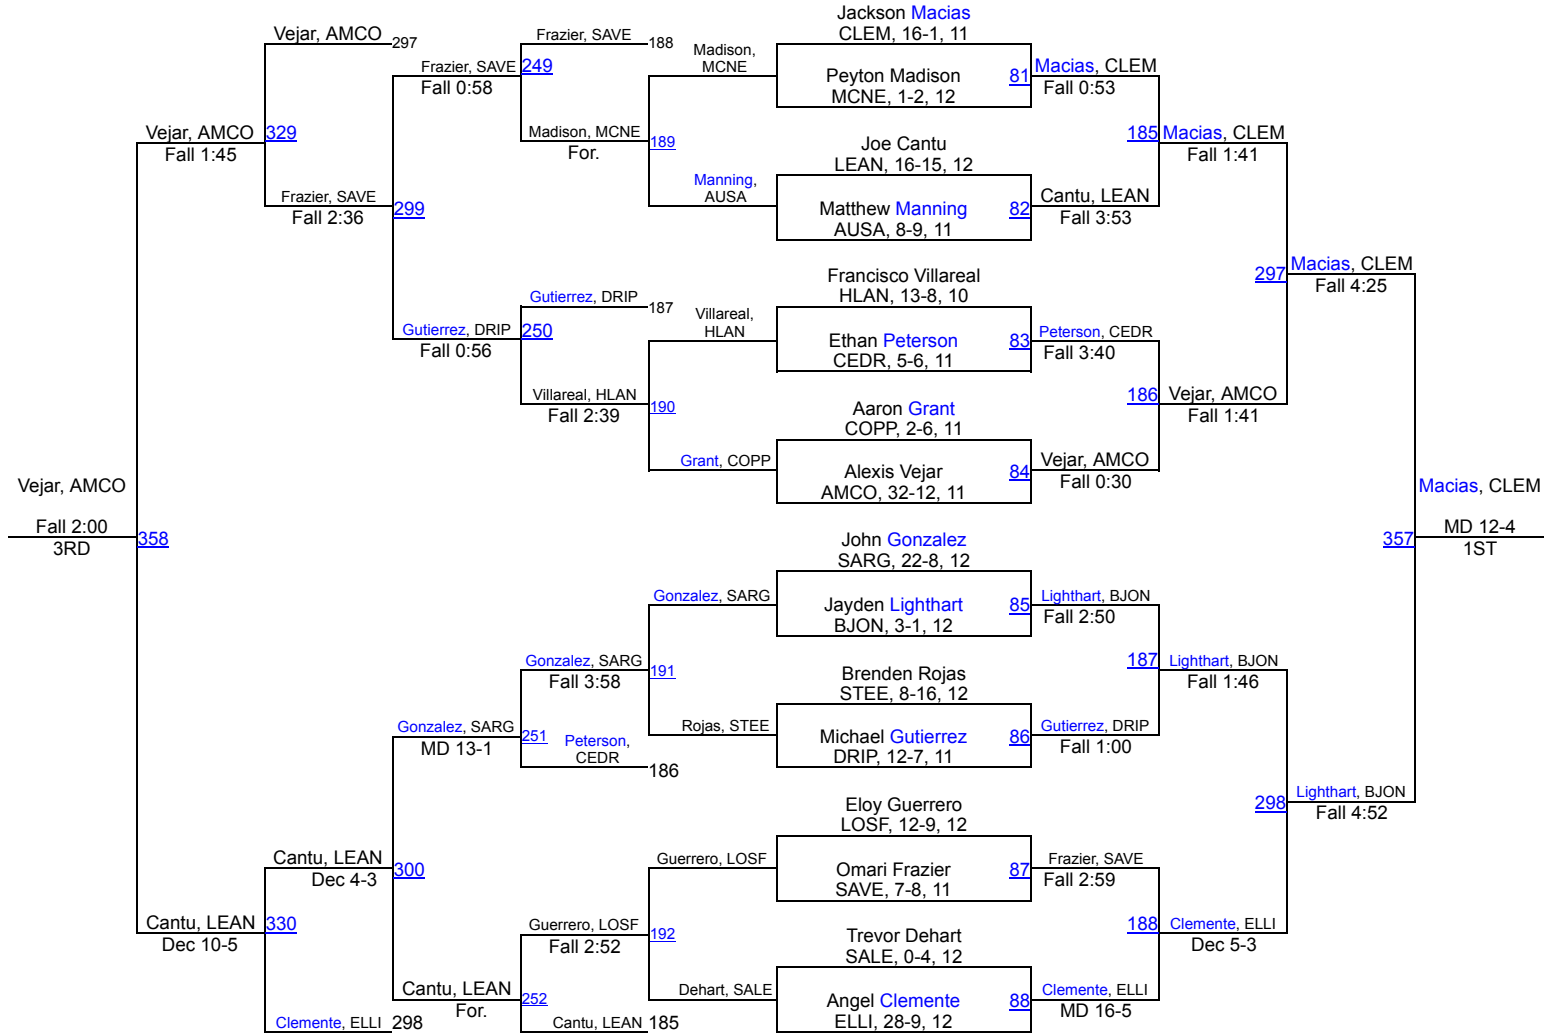 Jackson Macias
CLEM, 16-1, 11
Vejar, AMCO
297
Frazier, SAVE
188
Madison,
MCNE
Frazier, SAVE
249
Fall 0:58
Peyton Madison
MCNE, 1-2, 12
81
Macias, CLEM
Fall 0:53
Vejar, AMCO
329
Fall 1:45
Madison, MCNE
For.
189
Joe Cantu
LEAN, 16-15, 12
185
Macias, CLEM
Fall 1:41
Manning,
AUSA
Frazier, SAVE
Fall 2:36
299
Matthew Manning
AUSA, 8-9, 11
82
Cantu, LEAN
Fall 3:53
Francisco Villareal
HLAN, 13-8, 10
297
Macias, CLEM
Fall 4:25
Gutierrez, DRIP
187
Villareal,
HLAN
Gutierrez, DRIP
250
Fall 0:56
Ethan Peterson
CEDR, 5-6, 11
83
Peterson, CEDR
Fall 3:40
Villareal, HLAN
Fall 2:39
190
Aaron Grant
COPP, 2-6, 11
186
Vejar, AMCO
Fall 1:41
Grant, COPP
Alexis Vejar
AMCO, 32-12, 11
84
Vejar, AMCO
Fall 0:30
Vejar, AMCO
Fall 2:00
3RD
358
Macias, CLEM
357
MD 12-4
1ST
John Gonzalez
SARG, 22-8, 12
Gonzalez, SARG
Jayden Lighthart
BJON, 3-1, 12
85
Lighthart, BJON
Fall 2:50
Gonzalez, SARG
Fall 3:58
191
Brenden Rojas
STEE, 8-16, 12
187
Lighthart, BJON
Fall 1:46
Gonzalez, SARG
MD 13-1
251
Peterson,
CEDR
186
Rojas, STEE
Michael Gutierrez
DRIP, 12-7, 11
86
Gutierrez, DRIP
Fall 1:00
Eloy Guerrero
LOSF, 12-9, 12
298
Lighthart, BJON
Fall 4:52
Cantu, LEAN
Dec 4-3
300
Guerrero, LOSF
Omari Frazier
SAVE, 7-8, 11
87
Frazier, SAVE
Fall 2:59
Cantu, LEAN
Dec 10-5
330
Guerrero, LOSF
Fall 2:52
192
Trevor Dehart
SALE, 0-4, 12
188
Clemente, ELLI
Dec 5-3
Cantu, LEAN
For.
252
Dehart, SALE
Angel Clemente
ELLI, 28-9, 12
88
Clemente, ELLI
MD 16-5
Clemente, ELLI
298
Cantu, LEAN
185